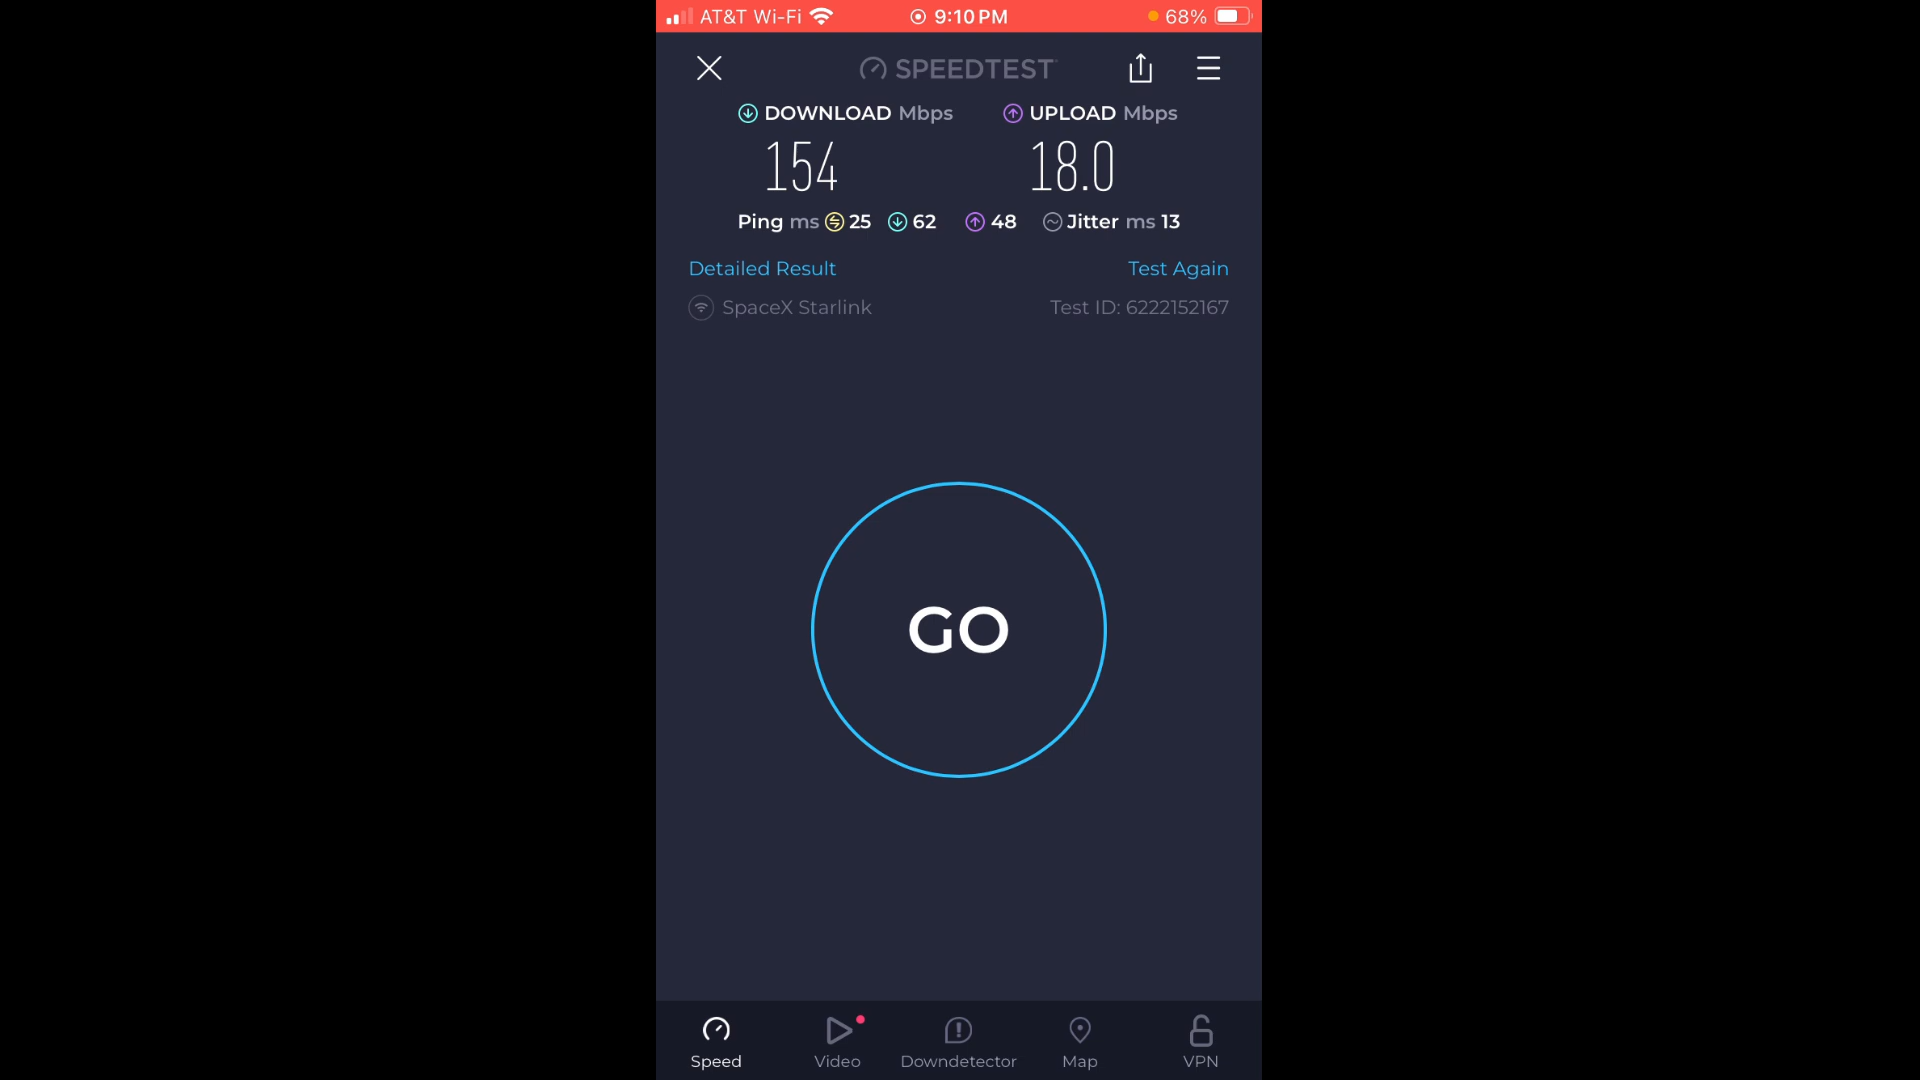 AT&T Wi-Fi 9:10 PM 68%
SPEEDTEST
DOWNLOAD Mbps UPLOAD Mbps
154 18.0
Ping ms 25 62 48 Jitter ms 13
Detailed Result Test Again
SpaceX Starlink Test ID: 6222152167
GO
Speed Video Downdetector Map VPN